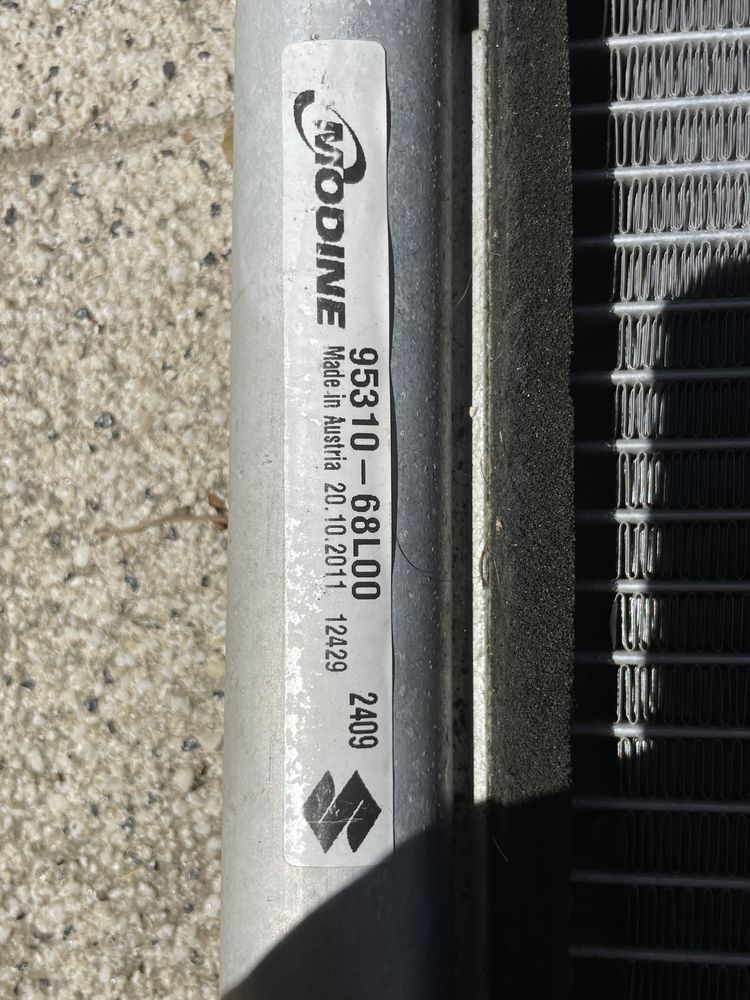 MODINE
95310-68L00
Made in Austria 20.10.2011 12429
2409